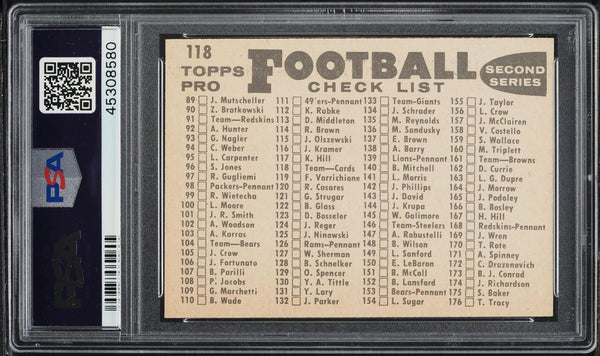 45308580
PSA
PSA
118
TOPPS PRO
FOOTBALL
CHECK LIST
SECOND SERIES
89 J. Mutscheller
90 Z. Bratkowski
91 Team—Redskins
92 A. Hunter
93 G. Nagler
94 C. Weber
95 L. Carpenter
96 S. Jones
97 R. Gugliemi
98 Packers-Pennant
99 R. Wietecha
100 L. Moore
101 J. R. Smith
102 A. Woodson
103 A. Karras
104 Team—Bears
105 J. Crow
106 J. Fortunato
107 B. Parilli
108 P. Jacobs
109 G. Marchetti
110 B. Wade
111 49'ers-Pennant
112 K. Rubke
113 D. Middleton
114 R. Brown
115 J. Olszewski
116 J. Kramer
117 K. Hill
118 Team—Cards
119 F. Varrichione
120 R. Casares
121 G. Strugar
122 B. Glass
123 D. Bosseler
124 J. Reger
125 J. Ninowski
126 Rams-Pennant
127 W. Sherman
128 B. Schnelker
129 O. Spencer
130 Y. A. Tittle
131 Y. Lary
132 J. Parker
133 Team—Giants
134 J. Schrader
135 M. Reynolds
136 M. Sandusky
137 E. Brown
138 A. Barry
139 Lions-Pennant
140 B. Mitchell
141 L. Morris
142 J. Phillips
143 J. David
144 J. Krupa
145 W. Galimore
146 Team-Steelers
147 A. Robustelli
148 B. Wilson
149 L. Sanford
150 E. LeBaron
151 B. McColl
152 B. Lansford
153 Bears-Pennant
154 L. Sugar
155 J. Taylor
156 L. Crow
157 J. McClairen
158 V. Costello
159 S. Wallace
160 M. Triplett
161 Team—Browns
162 D. Currie
163 L. G. Dupre
164 J. Morrow
165 J. Podoley
166 B. Bosley
167 H. Hill
168 Redskins-Pennant
169 J. Wren
170 T. Rote
171 A. Spinney
172 C. Drazenovich
173 B. J. Conrad
174 J. Richardson
175 S. Baker
176 T. Tracy